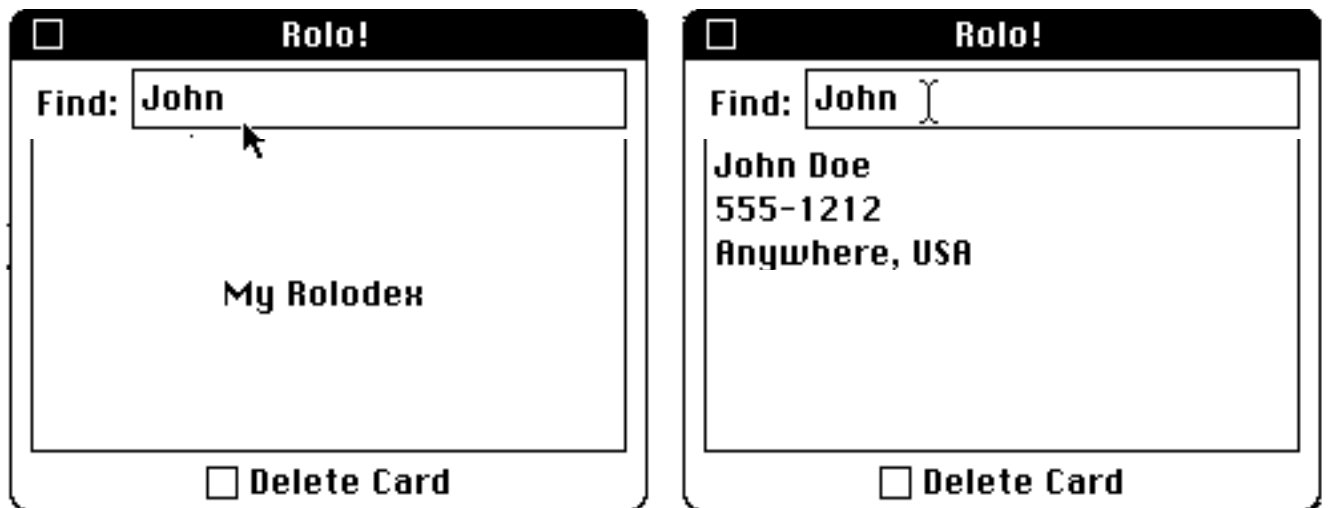 Rolo!
Find: John
My Rolodex
Delete Card
Rolo!
Find: John
John Doe
555-1212
Anywhere, USA
Delete Card